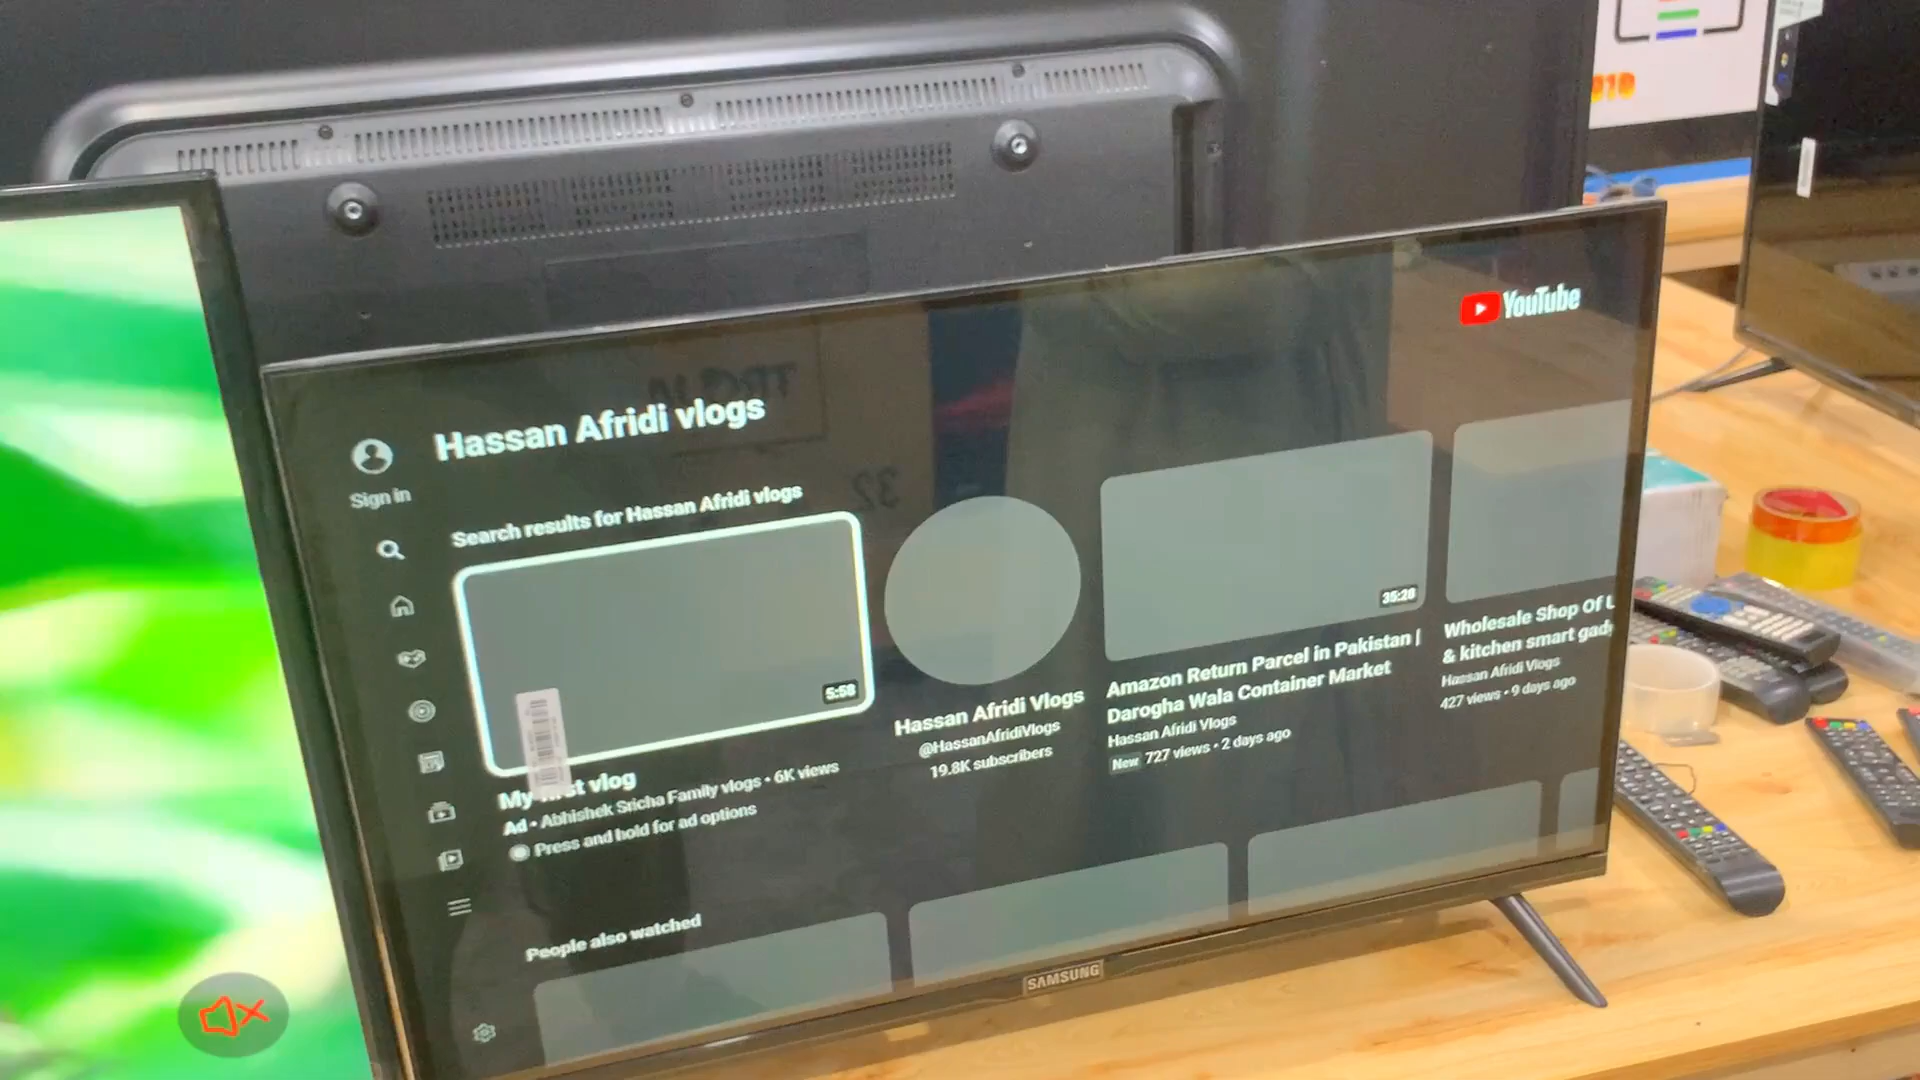 YouTube
Hassan Afridi vlogs
Sign in
Search results for Hassan Afridi vlogs
5:58
35:26
My vlog
Ad • Abhishek Sricha Family vlogs • 6K views
Press and hold for ad options
Hassan Afridi Vlogs
@HassanAfridiVlogs
19.8K subscribers
Amazon Return Parcel in Pakistan |
Darogha Wala Container Market
Hassan Afridi Vlogs
New 727 views • 2 days ago
Wholesale Shop Of
& kitchen smart
Hassan Afridi Vlogs
427 views • 9 days ago
People also watched
SAMSUNG
32